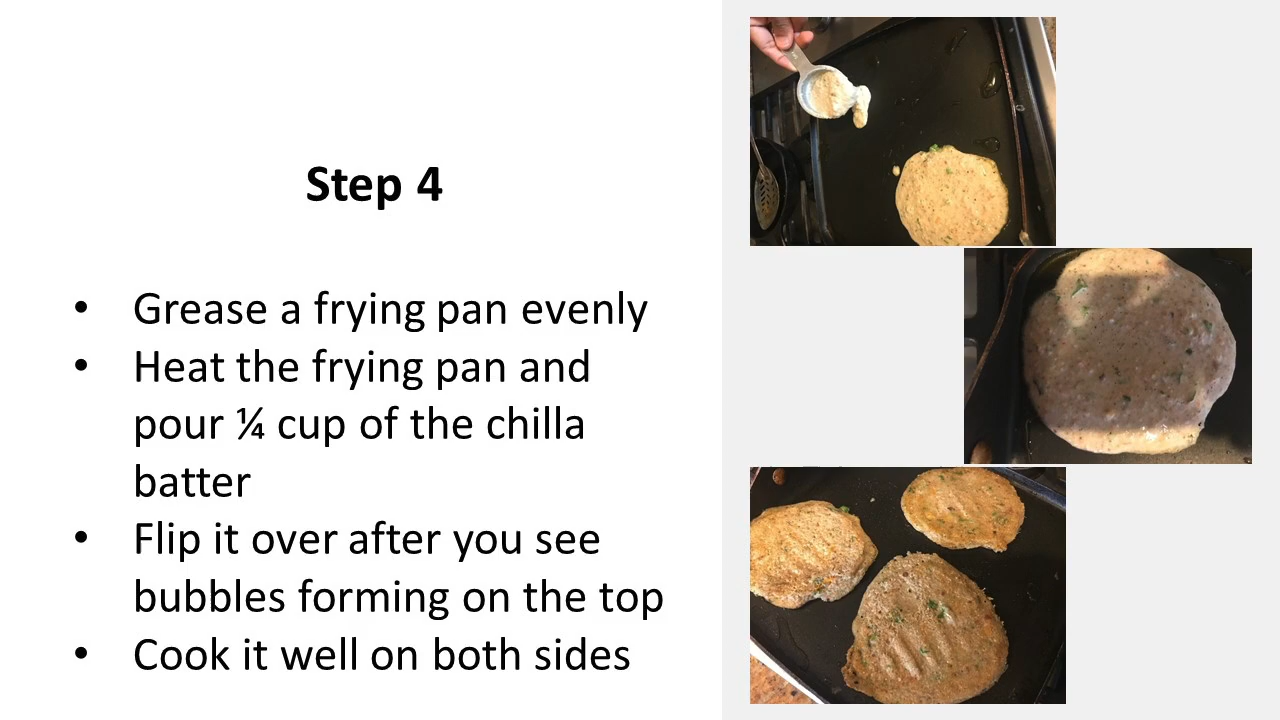 Step 4
• Grease a frying pan evenly
• Heat the frying pan and
pour ¼ cup of the chilla
batter
• Flip it over after you see
bubbles forming on the top
• Cook it well on both sides